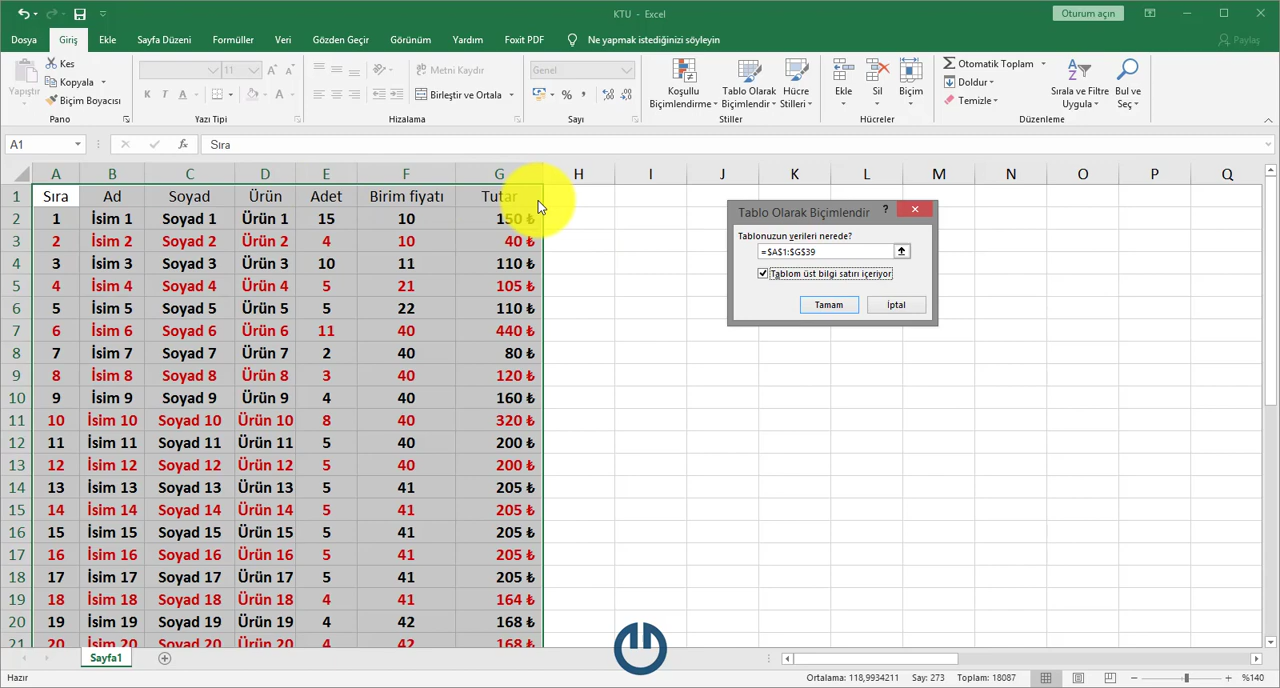 KTU - Excel
Oturum açın
Dosya Giriş Ekle Sayfa Düzeni Formüller Veri Gözden Geçir Görünüm Yardım Foxit PDF Ne yapmak istediğinizi söyleyin Paylaş
Yapıştır
Kes
Kopyala
Biçim Boyacısı
Pano
11
K T A
Yazı Tipi
Metni Kaydır
Birleştir ve Ortala
Hizalama
Genel
%
Sayı
Koşullu Biçimlendirme
Tablo Olarak Biçimlendir
Hücre Stilleri
Stiller
Ekle
Sil
Biçim
Hücreler
Otomatik Toplam
Doldur
Temizle
Sırala ve Filtre Uygula
Bul ve Seç
Düzenleme
A1 fx Sıra
A B C D E F G H I J K L M N O P Q
1 Sıra Ad Soyad Ürün Adet Birim fiyatı Tutar
2 1 İsim 1 Soyad 1 Ürün 1 15 10 150 ₺
3 2 İsim 2 Soyad 2 Ürün 2 4 10 40 ₺
4 3 İsim 3 Soyad 3 Ürün 3 10 11 110 ₺
5 4 İsim 4 Soyad 4 Ürün 4 5 21 105 ₺
6 5 İsim 5 Soyad 5 Ürün 5 5 22 110 ₺
7 6 İsim 6 Soyad 6 Ürün 6 11 40 440 ₺
8 7 İsim 7 Soyad 7 Ürün 7 2 40 80 ₺
9 8 İsim 8 Soyad 8 Ürün 8 3 40 120 ₺
10 9 İsim 9 Soyad 9 Ürün 9 4 40 160 ₺
11 10 İsim 10 Soyad 10 Ürün 10 8 40 320 ₺
12 11 İsim 11 Soyad 11 Ürün 11 5 40 200 ₺
13 12 İsim 12 Soyad 12 Ürün 12 5 40 200 ₺
14 13 İsim 13 Soyad 13 Ürün 13 5 41 205 ₺
15 14 İsim 14 Soyad 14 Ürün 14 5 41 205 ₺
16 15 İsim 15 Soyad 15 Ürün 15 5 41 205 ₺
17 16 İsim 16 Soyad 16 Ürün 16 5 41 205 ₺
18 17 İsim 17 Soyad 17 Ürün 17 5 41 205 ₺
19 18 İsim 18 Soyad 18 Ürün 18 4 41 164 ₺
20 19 İsim 19 Soyad 19 Ürün 19 4 42 168 ₺
21 20 İsim 20 Soyad 20 Ürün 20 4 42 168 ₺
Tablo Olarak Biçimlendir ?
Tablonuzun verileri nerede?
=$A$1:$G$39
Tablom üst bilgi satırı içeriyor
Tamam İptal
Sayfa1
Hazır Ortalama: 118,9934211 Say: 273 Toplam: 18087 %140